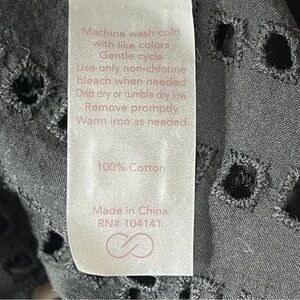 Machine wash cold
with like colors
Gentle cycle
Use only non-chlorine
bleach when needed
Drip dry or tumble dry low
Remove promptly
Warm iron as needed
100% Cotton
Made in China
RN# 104141